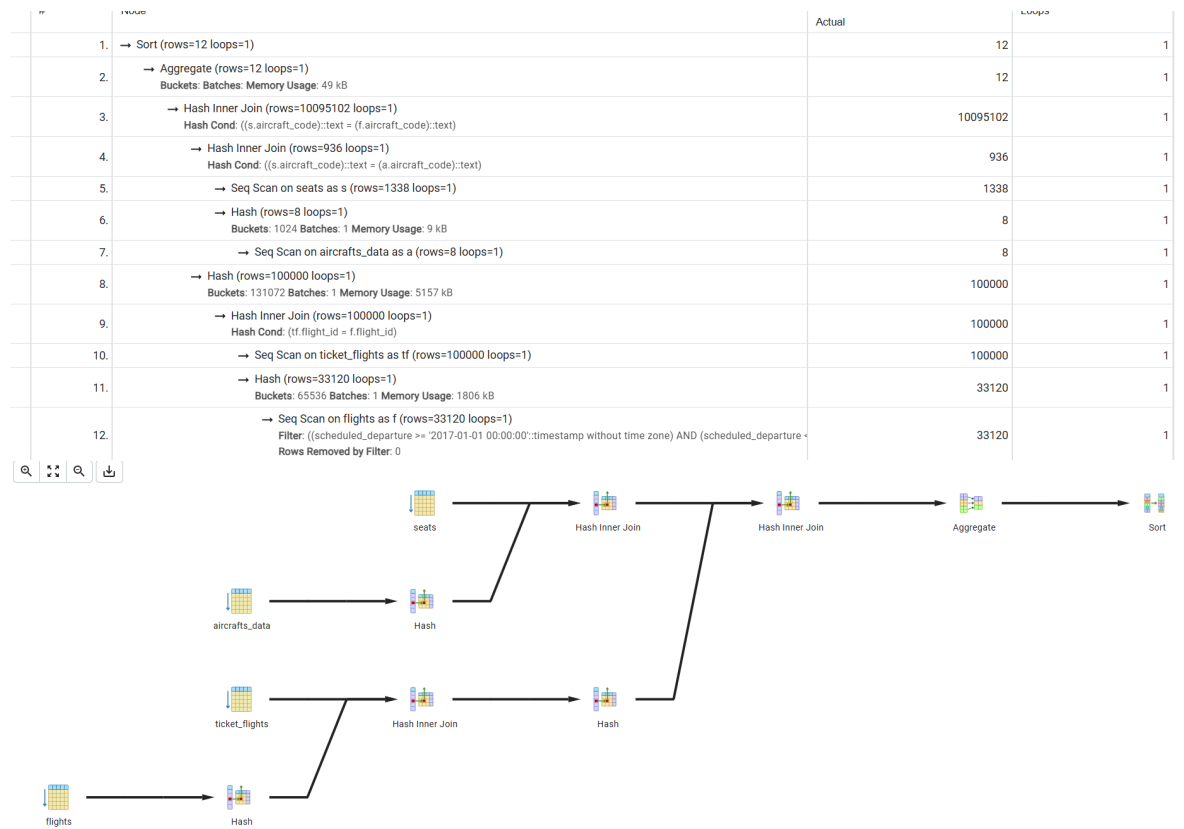 # Node Loops
Actual
1. → Sort (rows=12 loops=1) 12 1
2. → Aggregate (rows=12 loops=1) 12 1
Buckets: Batches: Memory Usage: 49 kB
3. → Hash Inner Join (rows=10095102 loops=1) 10095102 1
Hash Cond: ((s.aircraft_code)::text = (f.aircraft_code)::text)
4. → Hash Inner Join (rows=936 loops=1) 936 1
Hash Cond: ((s.aircraft_code)::text = (a.aircraft_code)::text)
5. → Seq Scan on seats as s (rows=1338 loops=1) 1338 1
6. → Hash (rows=8 loops=1) 8 1
Buckets: 1024 Batches: 1 Memory Usage: 9 kB
7. → Seq Scan on aircrafts_data as a (rows=8 loops=1) 8 1
8. → Hash (rows=100000 loops=1) 100000 1
Buckets: 131072 Batches: 1 Memory Usage: 5157 kB
9. → Hash Inner Join (rows=100000 loops=1) 100000 1
Hash Cond: (tf.flight_id = f.flight_id)
10. → Seq Scan on ticket_flights as tf (rows=100000 loops=1) 100000 1
11. → Hash (rows=33120 loops=1) 33120 1
Buckets: 65536 Batches: 1 Memory Usage: 1806 kB
12. → Seq Scan on flights as f (rows=33120 loops=1) 33120 1
Filter: ((scheduled_departure >= '2017-01-01 00:00:00'::timestamp without time zone) AND (scheduled_departure <
Rows Removed by Filter: 0
seats Hash Inner Join Hash Inner Join Aggregate Sort
aircrafts_data Hash
ticket_flights Hash Inner Join Hash
flights Hash